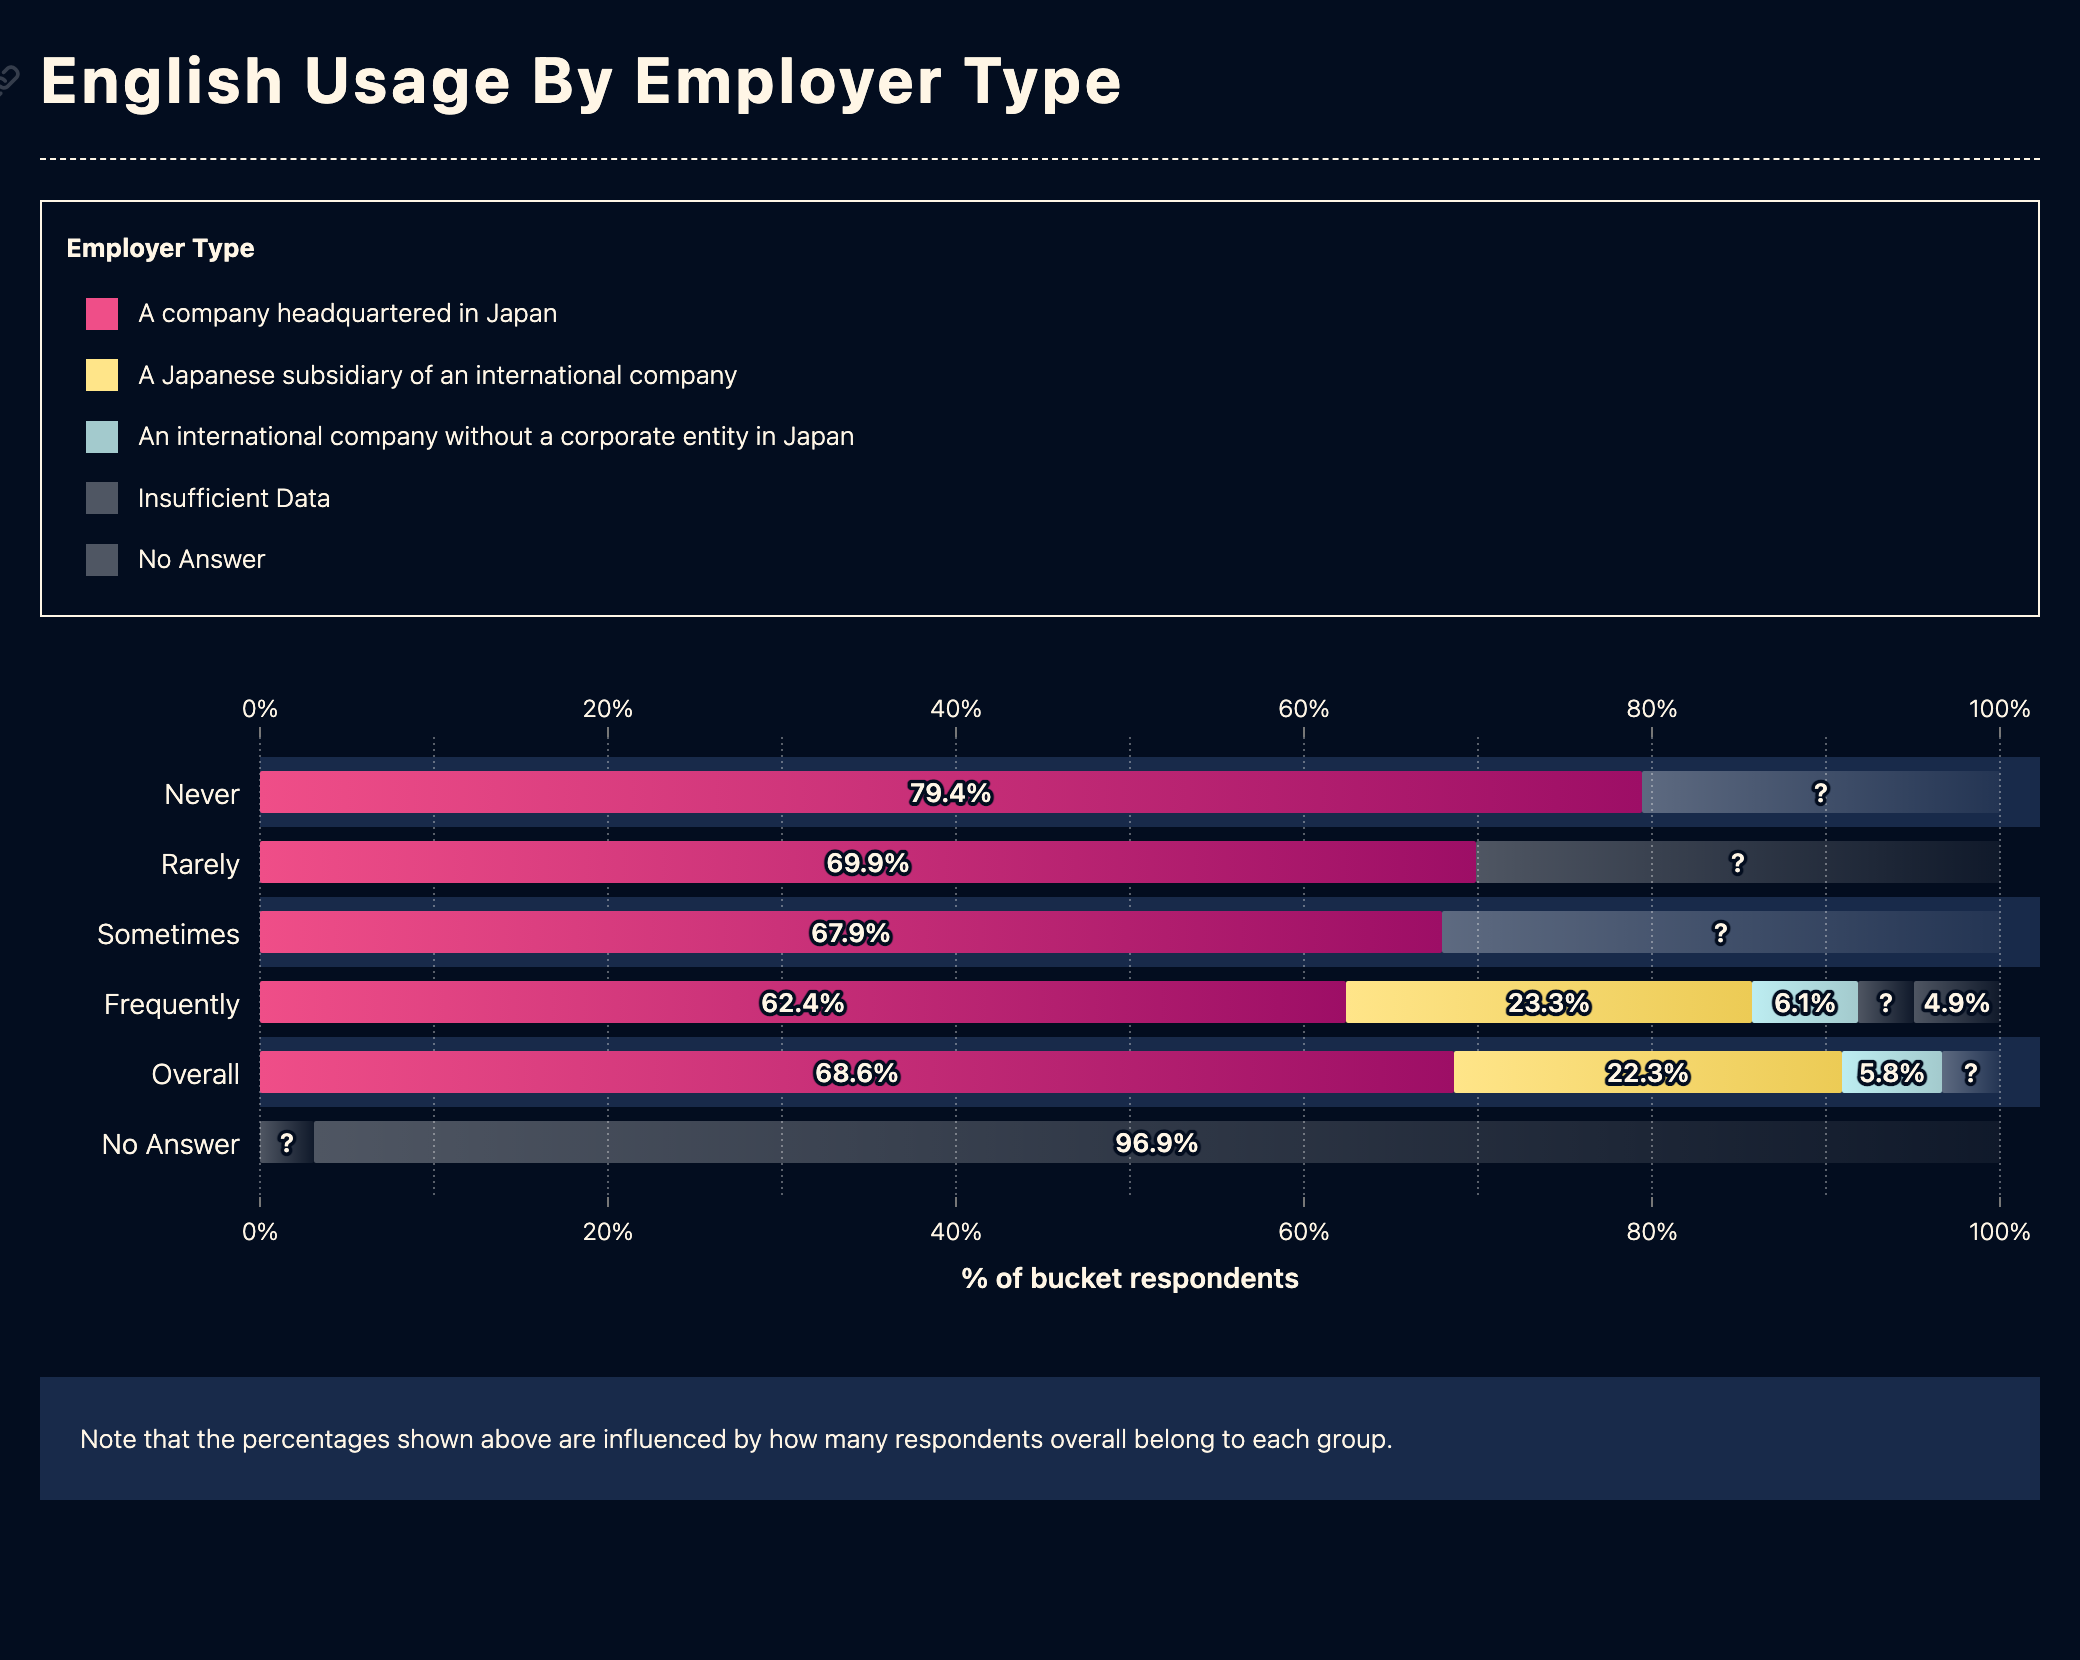 English Usage By Employer Type
Employer Type
A company headquartered in Japan
A Japanese subsidiary of an international company
An international company without a corporate entity in Japan
Insufficient Data
No Answer
0% 20% 40% 60% 80% 100%
Never 79.4% ?
Rarely 69.9% ?
Sometimes 67.9% ?
Frequently 62.4% 23.3% 6.1% ? 4.9%
Overall 68.6% 22.3% 5.8% ?
No Answer ? 96.9%
0% 20% 40% 60% 80% 100%
% of bucket respondents
Note that the percentages shown above are influenced by how many respondents overall belong to each group.